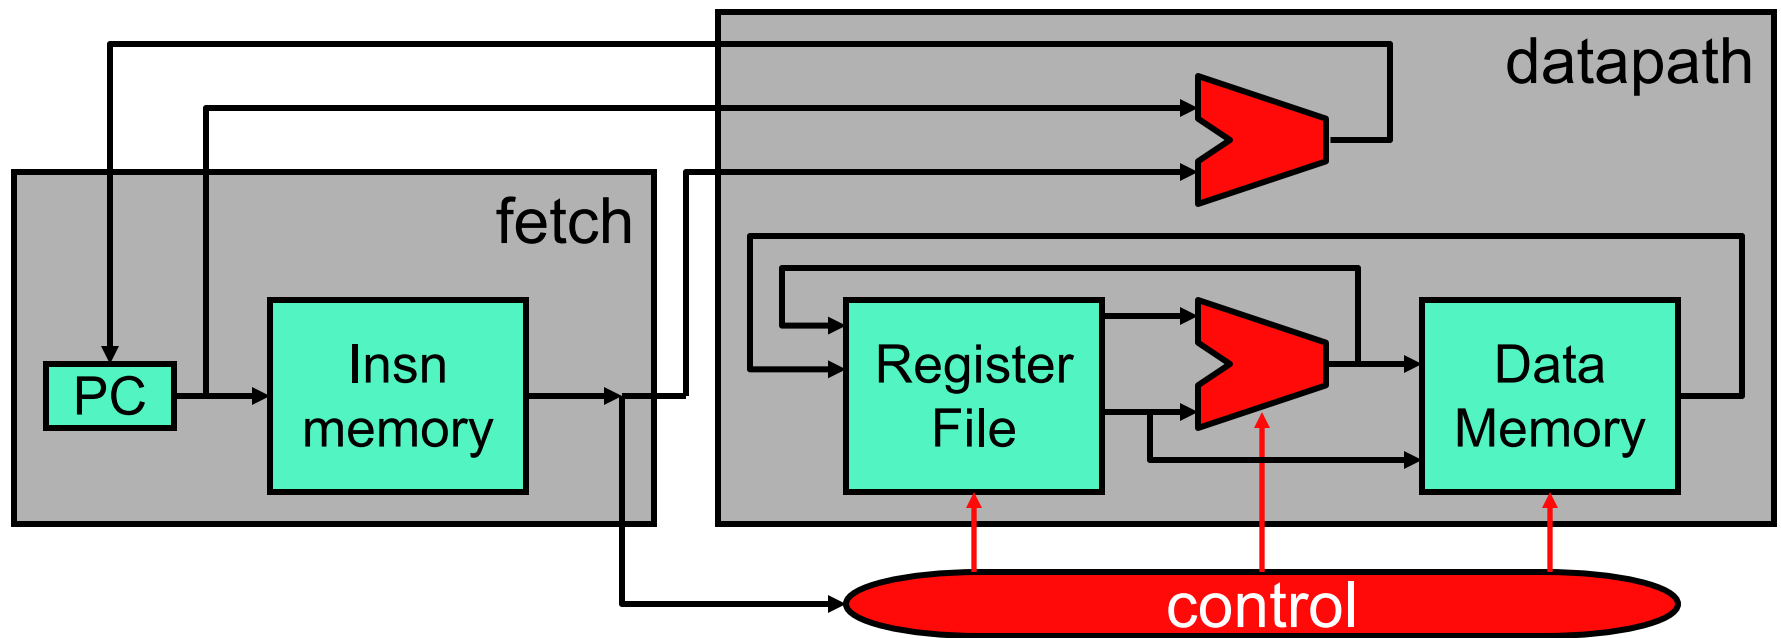 datapath
fetch
PC
Insn
memory
Register
File
Data
Memory
control